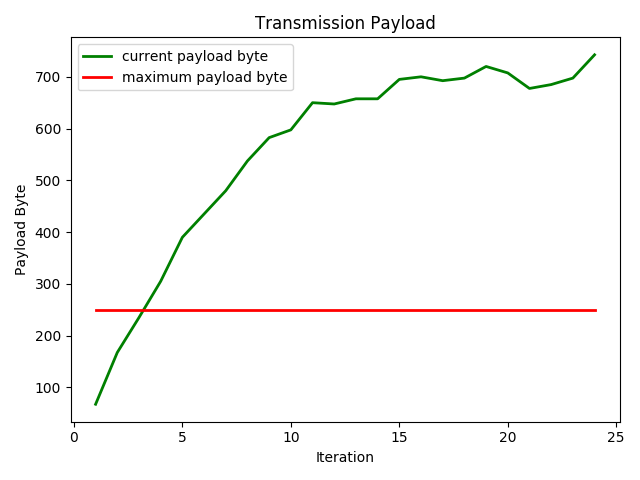 Transmission Payload
current payload byte
maximum payload byte
700
600
500
400
300
200
100
Payload Byte
0 5 10 15 20 25
Iteration